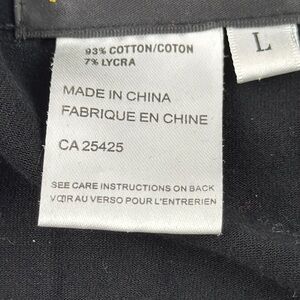 93% COTTON/COTON
7% LYCRA
L
MADE IN CHINA
FABRIQUE EN CHINE
CA 25425
SEE CARE INSTRUCTIONS ON BACK
VOIR AU VERSO POUR L'ENTRETIEN